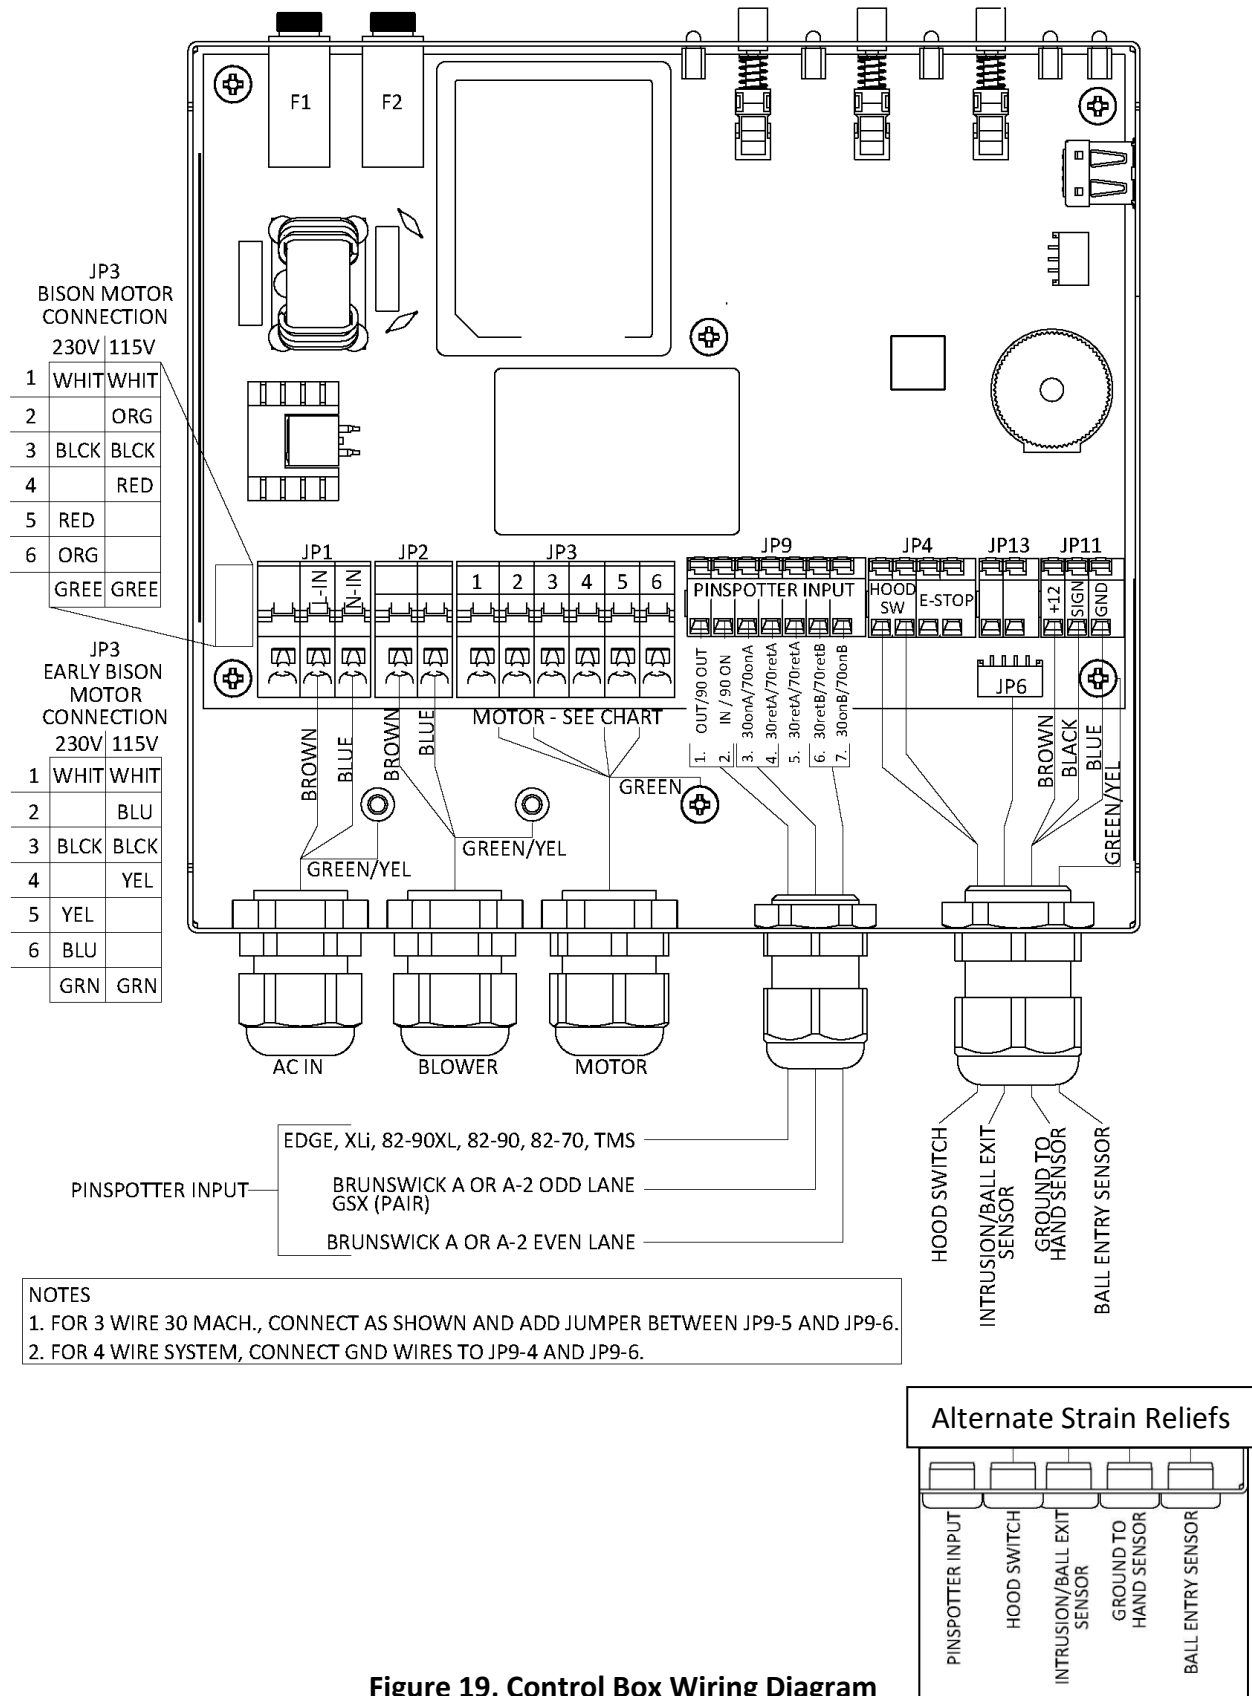 F1
F2
JP3
BISON MOTOR
CONNECTION
230V 115V
1 WHIT WHIT
2 ORG
3 BLCK BLCK
4 RED
5 RED
6 ORG
GREE GREE
JP3
EARLY BISON
MOTOR
CONNECTION
230V 115V
1 WHIT WHIT
2 BLU
3 BLCK BLCK
4 YEL
5 YEL
6 BLU
GRN GRN
JP1
JP2
JP3
JP9
JP4
JP13
JP11
L-IN
N-IN
1 2 3 4 5 6
PINSPOTTER INPUT
HOOD
SW
E-STOP
+12
SIGN
GND
JP6
BROWN
BLUE
BROWN
BLUE
MOTOR - SEE CHART
GREEN
GREEN/YEL
GREEN/YEL
1. OUT/90 OUT
2. IN / 90 ON
3. 30onA/70onA
4. 30retA/70retA
5. 30retA/70retA
6. 30retB/70retB
7. 30onB/70onB
BROWN
BLACK
BLUE
GREEN/YEL
AC IN
BLOWER
MOTOR
PINSPOTTER INPUT
EDGE, XLi, 82-90XL, 82-90, 82-70, TMS
BRUNSWICK A OR A-2 ODD LANE
GSX (PAIR)
BRUNSWICK A OR A-2 EVEN LANE
HOOD SWITCH
INTRUSION/BALL EXIT
SENSOR
GROUND TO
HAND SENSOR
BALL ENTRY SENSOR
NOTES
1. FOR 3 WIRE 30 MACH., CONNECT AS SHOWN AND ADD JUMPER BETWEEN JP9-5 AND JP9-6.
2. FOR 4 WIRE SYSTEM, CONNECT GND WIRES TO JP9-4 AND JP9-6.
Alternate Strain Reliefs
PINSPOTTER INPUT
HOOD SWITCH
INTRUSION/BALL EXIT
SENSOR
GROUND TO
HAND SENSOR
BALL ENTRY SENSOR
Figure 19. Control Box Wiring Diagram